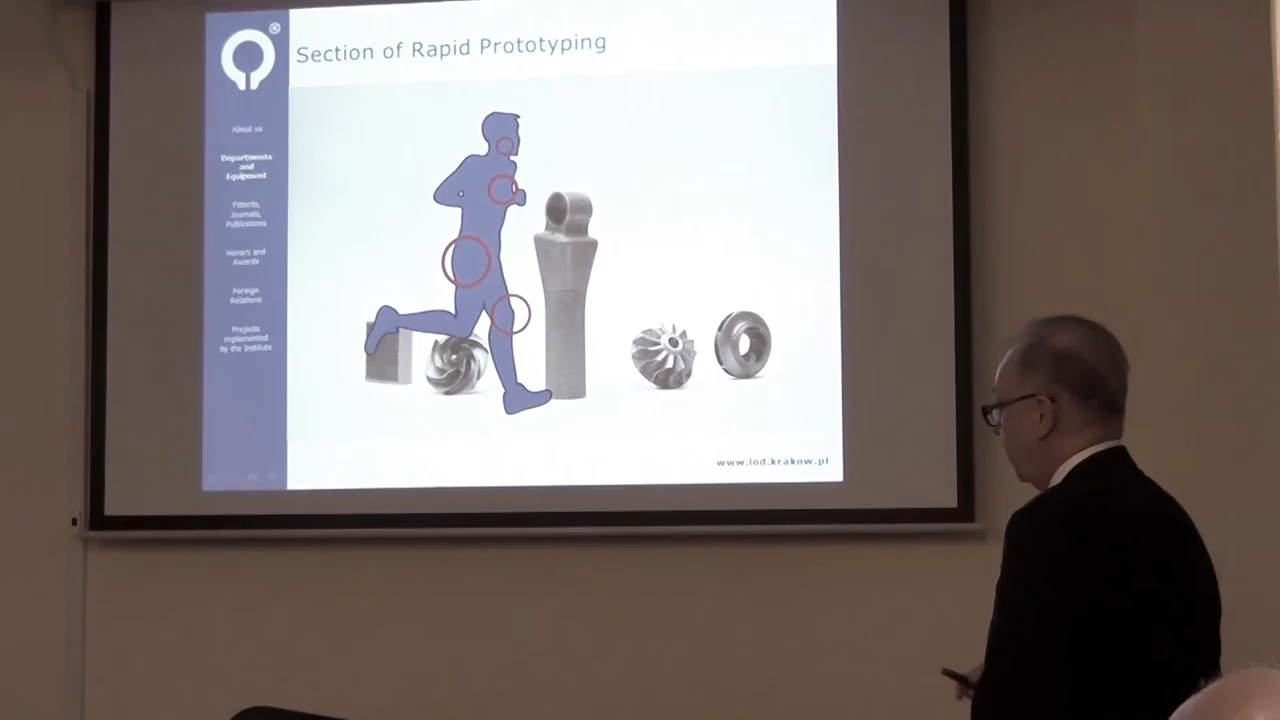 ®
Section of Rapid Prototyping
About us
Departments
and
Equipment
Patents,
Journals,
Publications
Honors and
Awards
Foreign
Relations
Projects
implemented
by the Institute
www.iod.krakow.pl